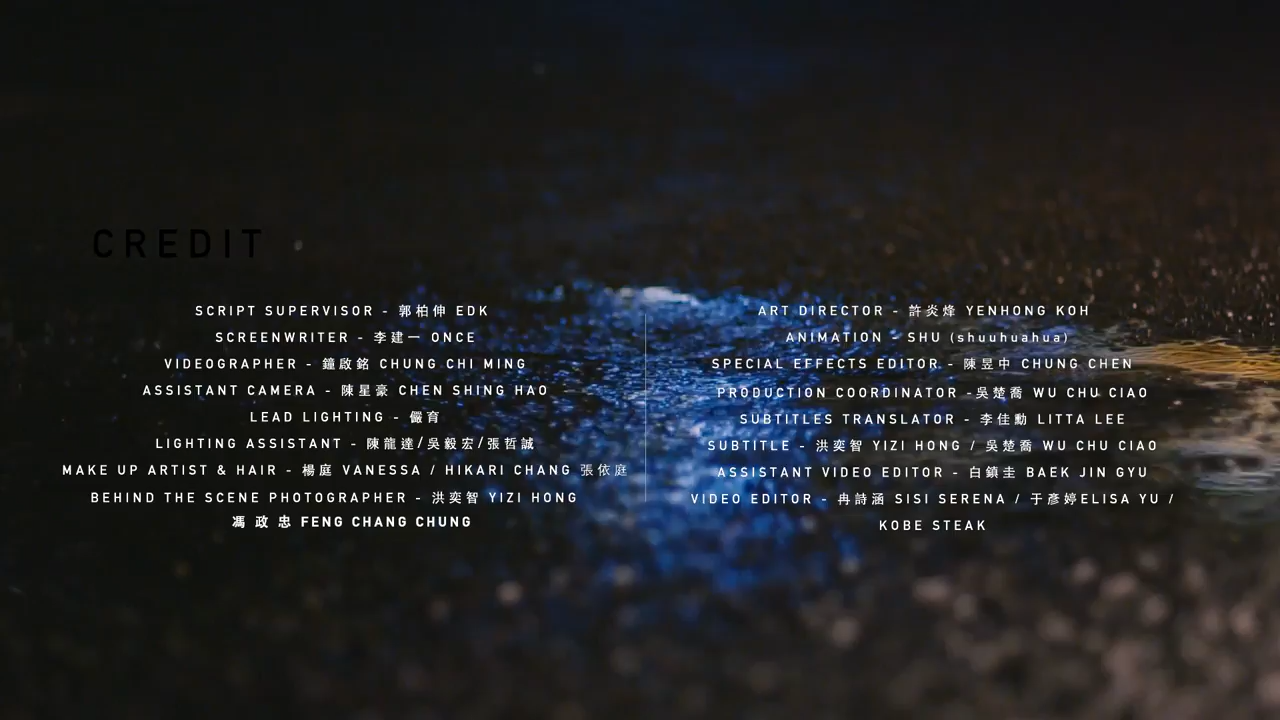 CREDIT
SCRIPT SUPERVISOR - 郭柏伸 EDK
SCREENWRITER - 李建一 ONCE
VIDEOGRAPHER - 鐘啟銘 CHUNG CHI MING
ASSISTANT CAMERA - 陳星豪 CHEN SHING HAO
LEAD LIGHTING - 儼育
LIGHTING ASSISTANT - 陳龍達/吳毅宏/張哲誠
MAKE UP ARTIST & HAIR - 楊庭 VANESSA / HIKARI CHANG 張依庭
BEHIND THE SCENE PHOTOGRAPHER - 洪奕智 YIZI HONG
馮 政 忠 FENG CHANG CHUNG
ART DIRECTOR - 許炎烽 YENHONG KOH
ANIMATION - SHU (shuuhuahua)
SPECIAL EFFECTS EDITOR - 陳昱中 CHUNG CHEN
PRODUCTION COORDINATOR -吳楚喬 WU CHU CIAO
SUBTITLES TRANSLATOR - 李佳勳 LITTA LEE
SUBTITLE - 洪奕智 YIZI HONG / 吳楚喬 WU CHU CIAO
ASSISTANT VIDEO EDITOR - 白鎮圭 BAEK JIN GYU
VIDEO EDITOR - 冉詩涵 SISI SERENA / 于彥婷ELISA YU /
KOBE STEAK